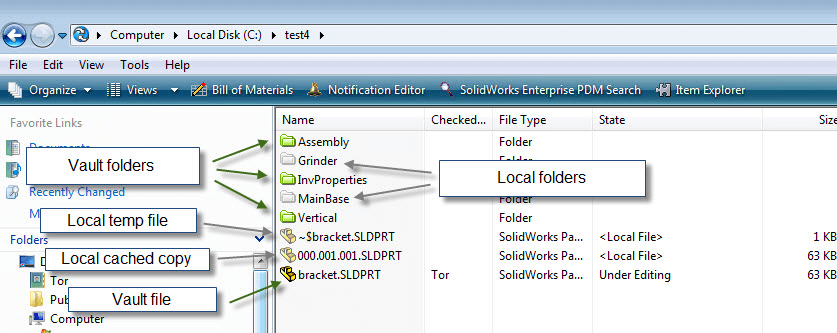 Computer Local Disk (C:) test4
File Edit View Tools Help
Organize Views Bill of Materials Notification Editor SolidWorks Enterprise PDM Search Item Explorer
Favorite Links
Name Checked... File Type State Size
Documents
Assembly Folder
Vault folders
Grinder
Local folders
InvProperties
Recently Changed
MainBase Folder
Local temp file
Vertical Folder
Folders
~$bracket.SLDPRT SolidWorks Pa... <Local File> 1 KB
Local cached copy
000.001.001.SLDPRT SolidWorks Pa... <Local File> 63 KB
Tor
bracket.SLDPRT Tor SolidWorks Pa... Under Editing 63 KB
Vault file
Computer